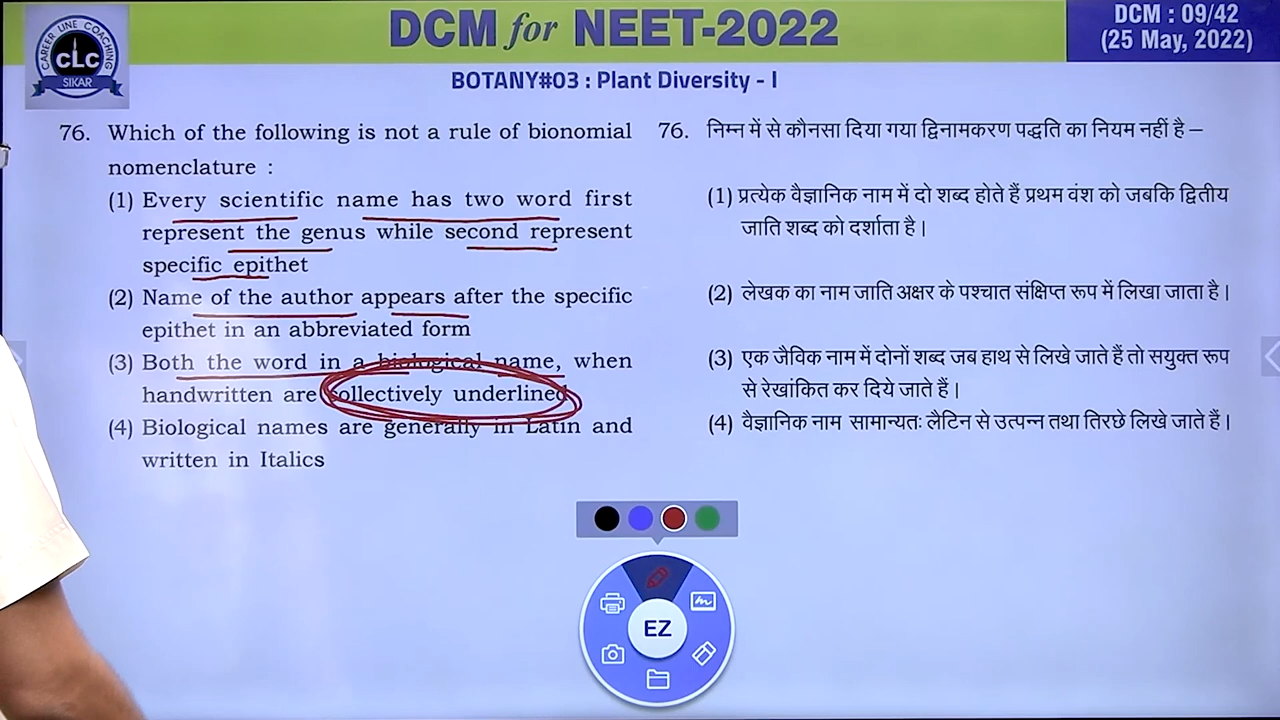 DCM for NEET-2022
DCM : 09/42
(25 May, 2022)
CAREER LINE COACHING
CLC
SIKAR
BOTANY#03 : Plant Diversity - I
76. Which of the following is not a rule of bionomial
nomenclature :
(1) Every scientific name has two word first
represent the genus while second represent
specific epithet
(2) Name of the author appears after the specific
epithet in an abbreviated form
(3) Both the word in a biological name, when
handwritten are collectively underlined
(4) Biological names are generally in Latin and
written in Italics
76. निम्न में से कौनसा दिया गया द्विनामकरण पद्धति का नियम नहीं है –
(1) प्रत्येक वैज्ञानिक नाम में दो शब्द होते हैं प्रथम वंश को जबकि द्वितीय
जाति शब्द को दर्शाता है।
(2) लेखक का नाम जाति अक्षर के पश्चात संक्षिप्त रूप में लिखा जाता है।
(3) एक जैविक नाम में दोनों शब्द जब हाथ से लिखे जाते हैं तो सयुक्त रूप
से रेखांकित कर दिये जाते हैं।
(4) वैज्ञानिक नाम सामान्यतः लैटिन से उत्पन्न तथा तिरछे लिखे जाते हैं।
EZ